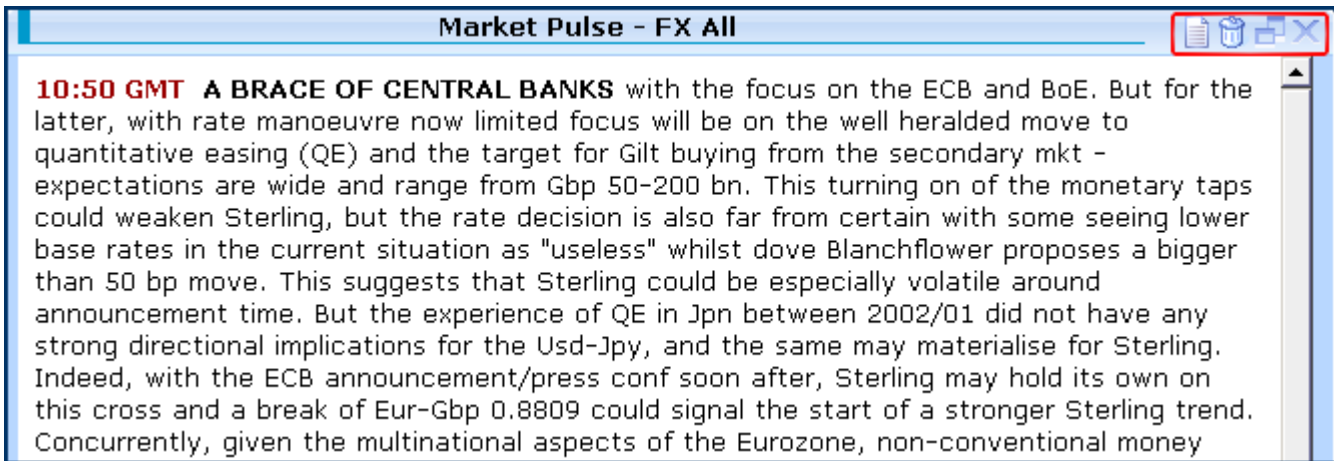 Market Pulse - FX All
10:50 GMT A BRACE OF CENTRAL BANKS with the focus on the ECB and BoE. But for the
latter, with rate manoeuvre now limited focus will be on the well heralded move to
quantitative easing (QE) and the target for Gilt buying from the secondary mkt -
expectations are wide and range from Gbp 50-200 bn. This turning on of the monetary taps
could weaken Sterling, but the rate decision is also far from certain with some seeing lower
base rates in the current situation as "useless" whilst dove Blanchflower proposes a bigger
than 50 bp move. This suggests that Sterling could be especially volatile around
announcement time. But the experience of QE in Jpn between 2002/01 did not have any
strong directional implications for the Usd-Jpy, and the same may materialise for Sterling.
Indeed, with the ECB announcement/press conf soon after, Sterling may hold its own on
this cross and a break of Eur-Gbp 0.8809 could signal the start of a stronger Sterling trend.
Concurrently, given the multinational aspects of the Eurozone, non-conventional money